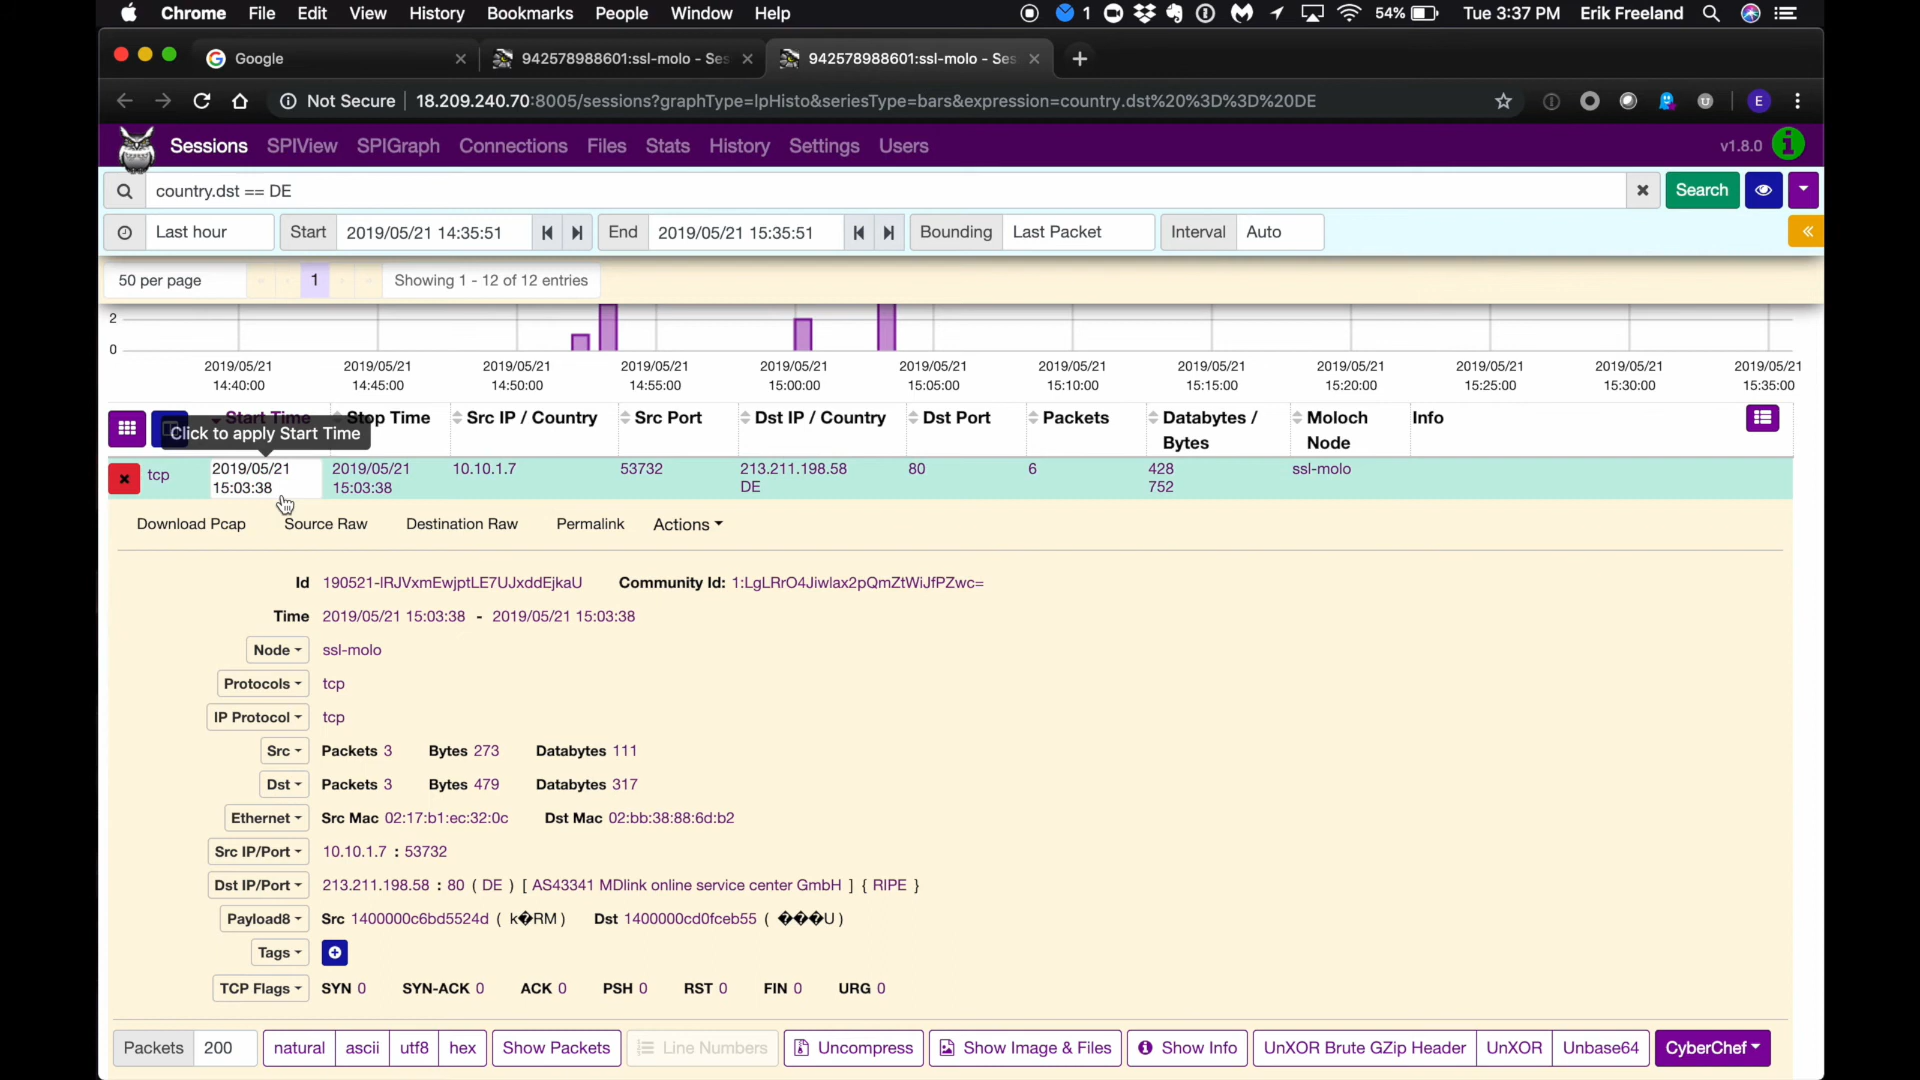 Chrome File Edit View History Bookmarks People Window Help 1 54% Tue 3:37 PM Erik Freeland
Google 942578988601:ssl-molo - Ses 942578988601:ssl-molo - Ses
Not Secure 18.209.240.70:8005/sessions?graphType=lpHisto&seriesType=bars&expression=country.dst%20%3D%3D%20DE E
Sessions SPIView SPIGraph Connections Files Stats History Settings Users v1.8.0
country.dst == DE Search
Last hour Start 2019/05/21 14:35:51 End 2019/05/21 15:35:51 Bounding Last Packet Interval Auto
50 per page 1 Showing 1 - 12 of 12 entries
2
0
2019/05/21 2019/05/21 2019/05/21 2019/05/21 2019/05/21 2019/05/21 2019/05/21 2019/05/21 2019/05/21 2019/05/21 2019/05/21 2019/05/21
14:40:00 14:45:00 14:50:00 14:55:00 15:00:00 15:05:00 15:10:00 15:15:00 15:20:00 15:25:00 15:30:00 15:35:00
Start Time Stop Time Src IP / Country Src Port Dst IP / Country Dst Port Packets Databytes / Moloch Info
Bytes Node
Click to apply Start Time
tcp 2019/05/21 2019/05/21 10.10.1.7 53732 213.211.198.58 80 6 428 ssl-molo
15:03:38 15:03:38 DE 752
Download Pcap Source Raw Destination Raw Permalink Actions
Id 190521-lRJVxmEwjptLE7UJxddEjkaU Community Id: 1:LgLRrO4Jiwlax2pQmZtWiJfPZwc=
Time 2019/05/21 15:03:38 - 2019/05/21 15:03:38
Node ssl-molo
Protocols tcp
IP Protocol tcp
Src Packets 3 Bytes 273 Databytes 111
Dst Packets 3 Bytes 479 Databytes 317
Ethernet Src Mac 02:17:b1:ec:32:0c Dst Mac 02:bb:38:88:6d:b2
Src IP/Port 10.10.1.7 : 53732
Dst IP/Port 213.211.198.58 : 80 ( DE ) [ AS43341 MDlink online service center GmbH ] { RIPE }
Payload8 Src 1400000c6bd5524d ( k�RM ) Dst 1400000cd0fceb55 ( ���U )
Tags
TCP Flags SYN 0 SYN-ACK 0 ACK 0 PSH 0 RST 0 FIN 0 URG 0
Packets 200 natural ascii utf8 hex Show Packets Line Numbers Uncompress Show Image & Files Show Info UnXOR Brute GZip Header UnXOR Unbase64 CyberChef